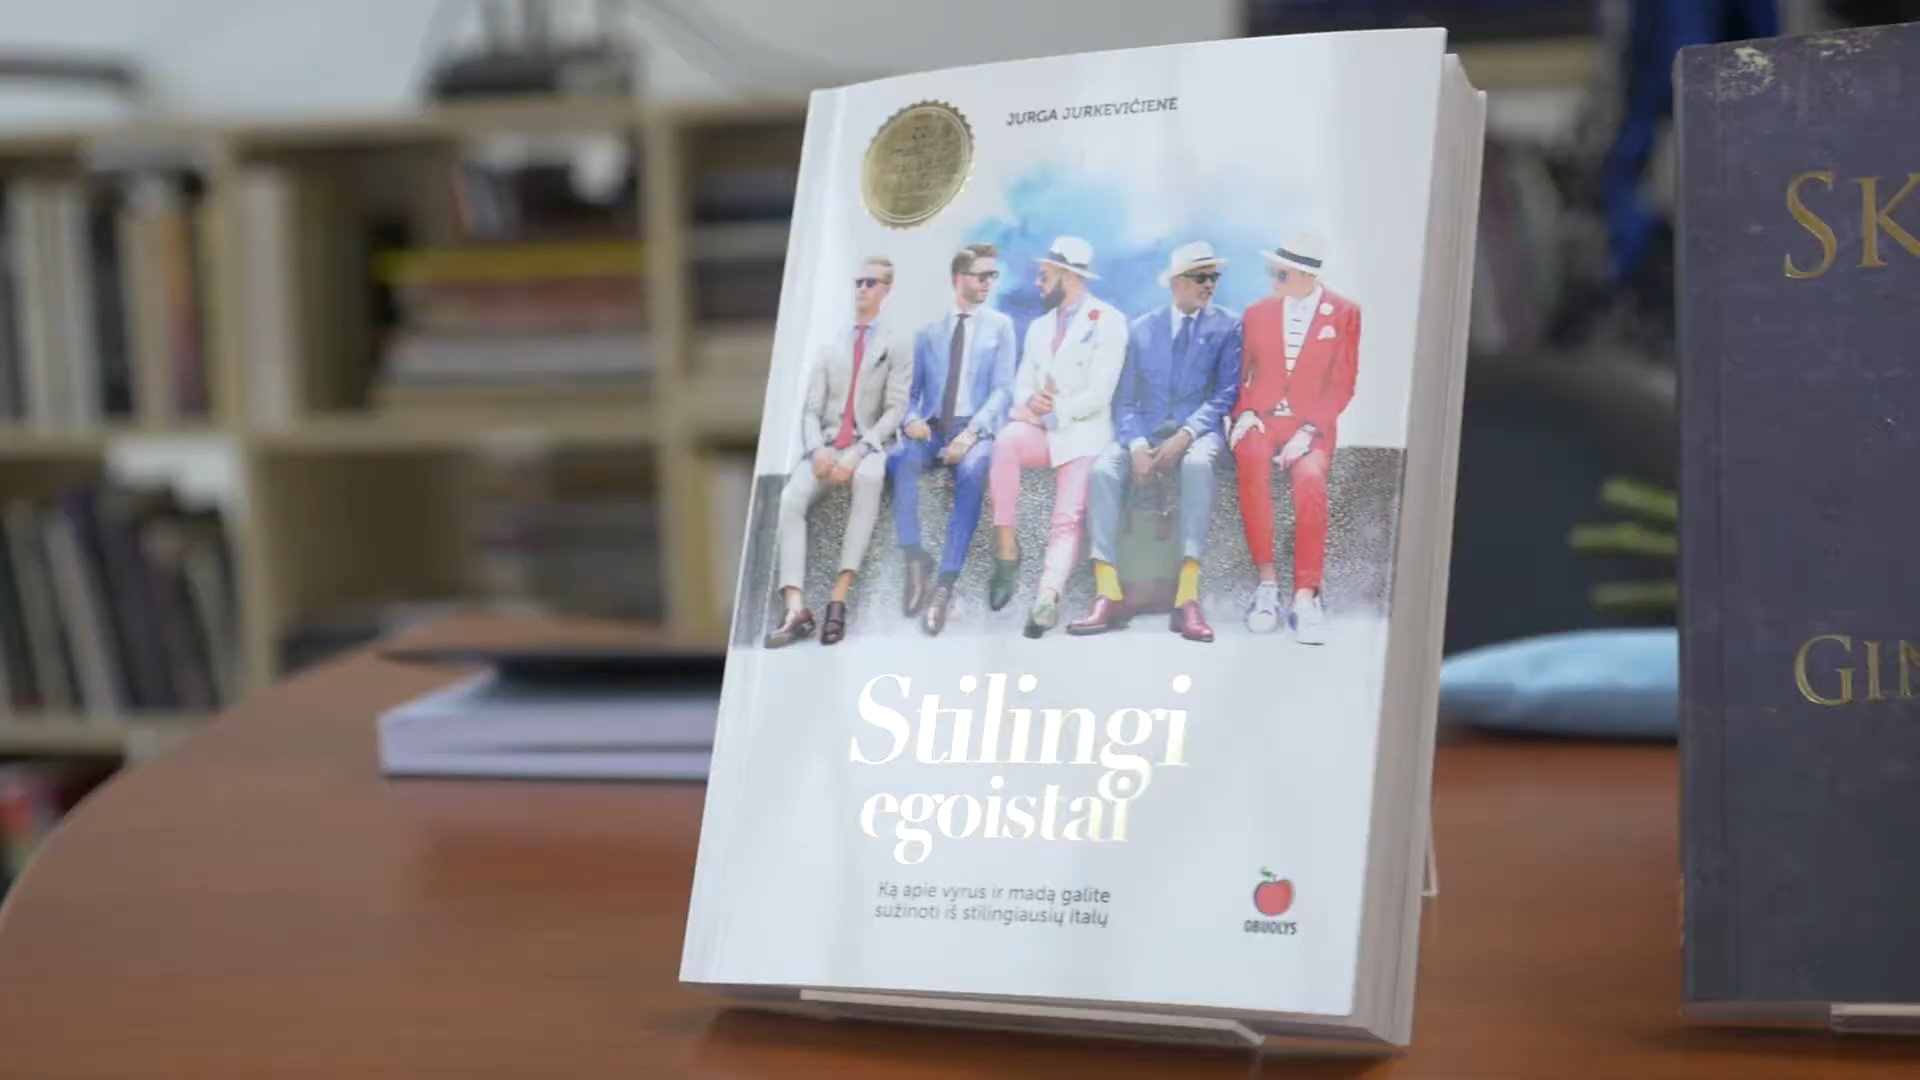 JURGA JURKEVIČIENĖ
Stilingi
egoistai
Ką apie vyrus ir madą galite
sužinoti iš stilingiausių italų
OBUOLYS
SK
GIN